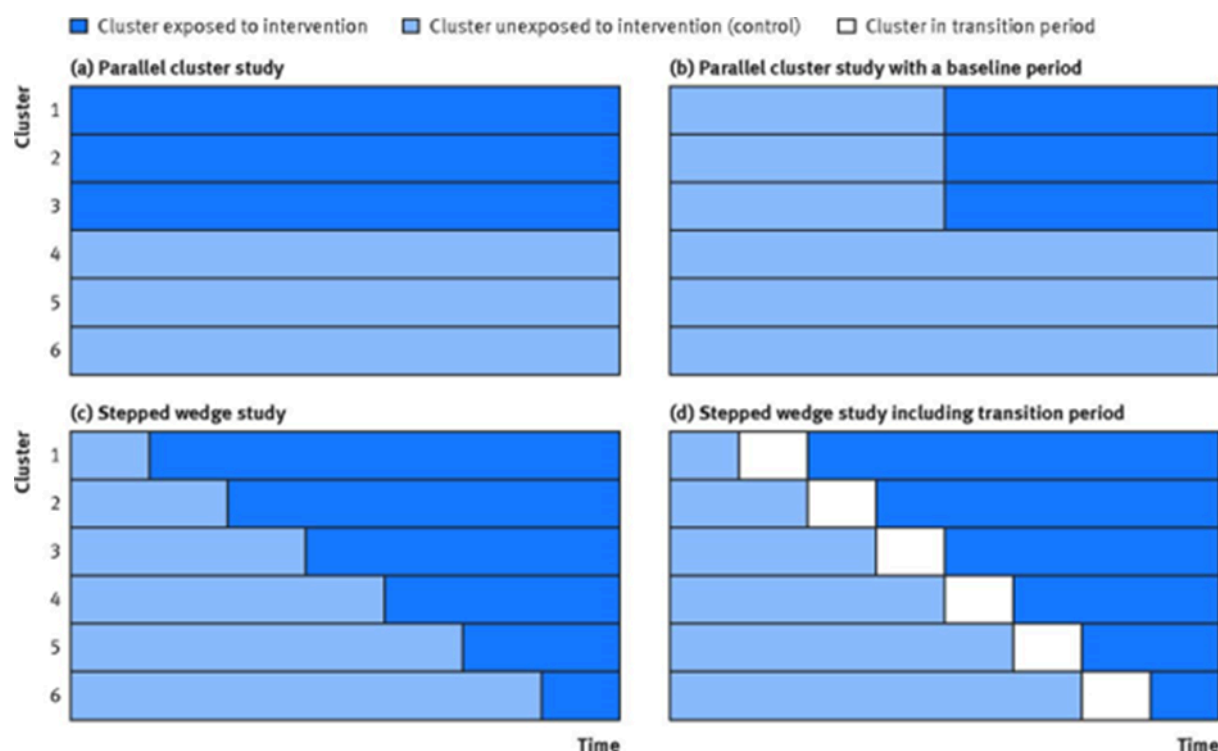 Cluster exposed to intervention Cluster unexposed to intervention (control) Cluster in transition period
(a) Parallel cluster study
Cluster
1
2
3
4
5
6
(b) Parallel cluster study with a baseline period
(c) Stepped wedge study
Cluster
1
2
3
4
5
6
Time
(d) Stepped wedge study including transition period
Time